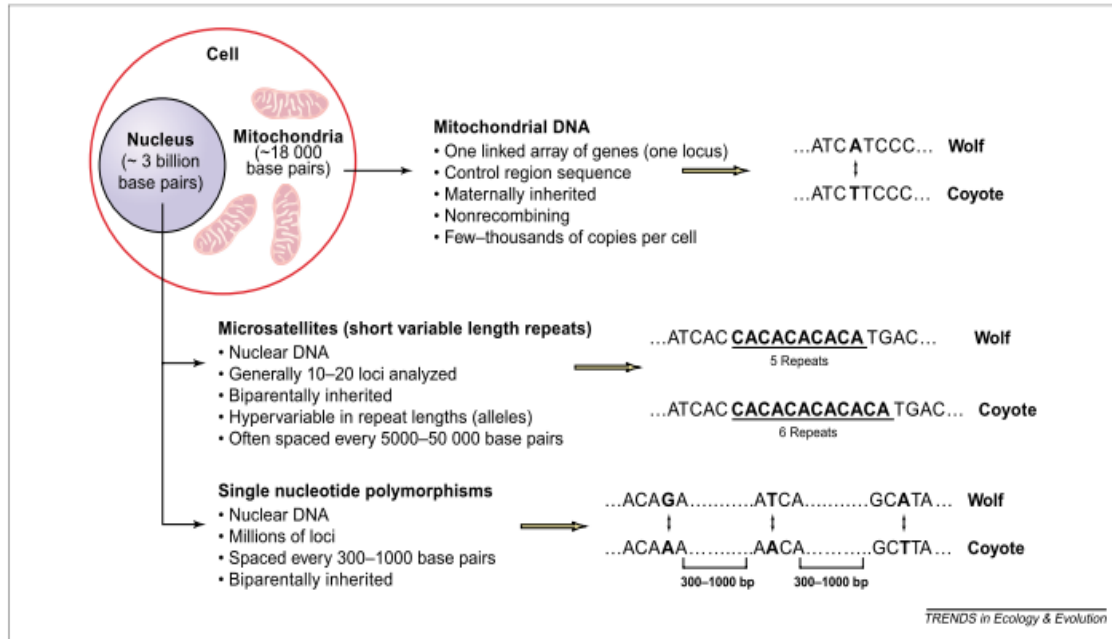 Cell
Nucleus
(~ 3 billion
base pairs)
Mitochondria
(~18 000
base pairs)
Mitochondrial DNA
• One linked array of genes (one locus)
• Control region sequence
• Maternally inherited
• Nonrecombining
• Few–thousands of copies per cell
...ATC A TCCC... Wolf
...ATC T TCCC... Coyote
Microsatellites (short variable length repeats)
• Nuclear DNA
• Generally 10–20 loci analyzed
• Biparentally inherited
• Hypervariable in repeat lengths (alleles)
• Often spaced every 5000–50 000 base pairs
...ATCAC CACACACACA TGAC... Wolf
5 Repeats
...ATCAC CACACACACACA TGAC... Coyote
6 Repeats
Single nucleotide polymorphisms
• Nuclear DNA
• Millions of loci
• Spaced every 300–1000 base pairs
• Biparentally inherited
...ACAGA..........ATCA..........GCATA... Wolf
...ACAAA..........AACA..........GCTTA... Coyote
300–1000 bp 300–1000 bp
TRENDS in Ecology & Evolution